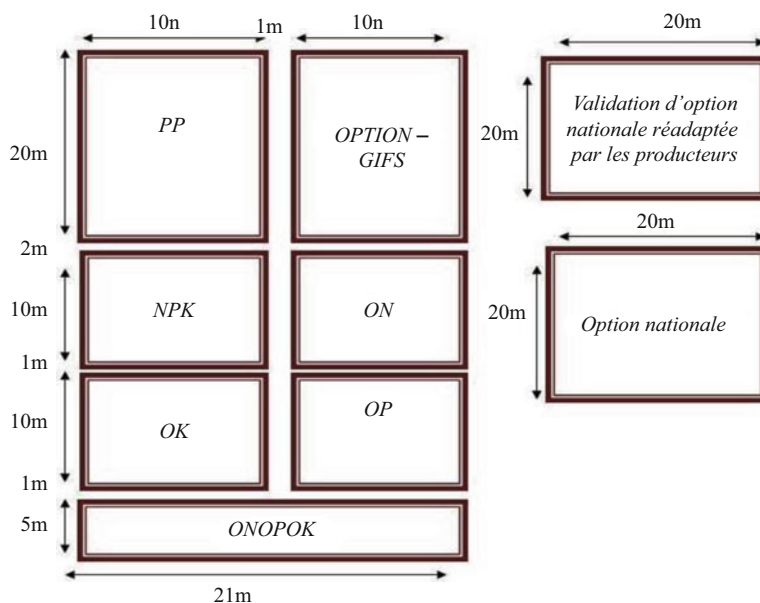 10n
1m
10n
20m
PP
OPTION – GIFS
20m
2m
10m
NPK
ON
1m
10m
OK
OP
1m
5m
ONOPOK
21m
20m
20m
Validation d’option
nationale réadaptée
par les producteurs
20m
20m
Option nationale